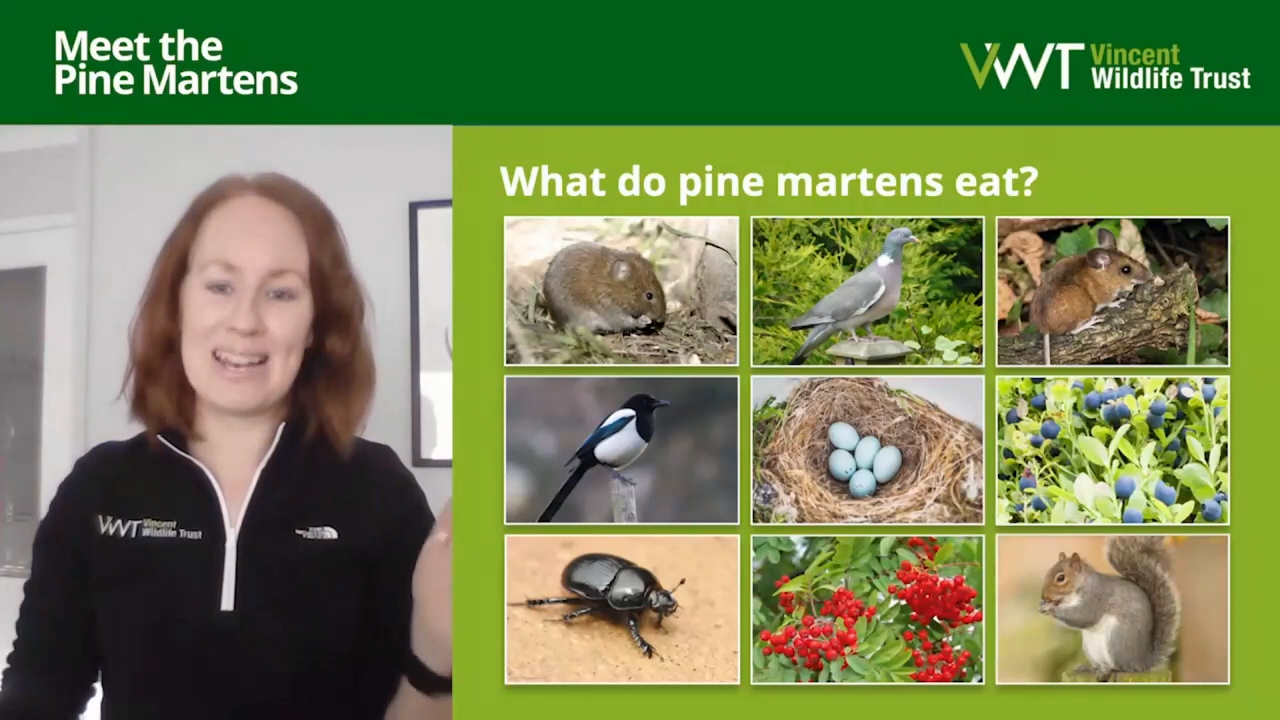 Meet the
Pine Martens
VWT Vincent
Wildlife Trust
What do pine martens eat?
VWT Vincent
Wildlife Trust
THE
NORTH
FACE